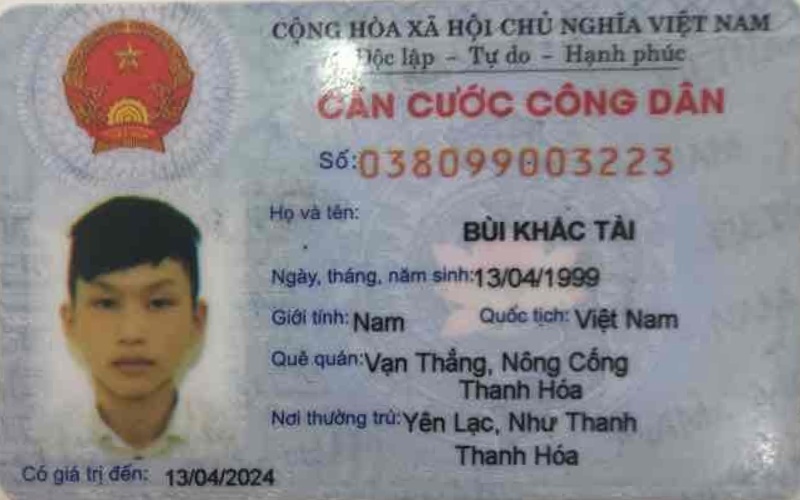 CỘNG HÒA XÃ HỘI CHỦ NGHĨA VIỆT NAM
Độc lập - Tự do - Hạnh phúc
CĂN CƯỚC CÔNG DÂN
Số: 038099003223
Họ và tên:
BÙI KHẮC TÀI
Ngày, tháng, năm sinh: 13/04/1999
Giới tính: Nam Quốc tịch: Việt Nam
Quê quán: Vạn Thắng, Nông Cống
Thanh Hóa
Nơi thường trú: Yên Lạc, Như Thanh
Thanh Hóa
Có giá trị đến: 13/04/2024